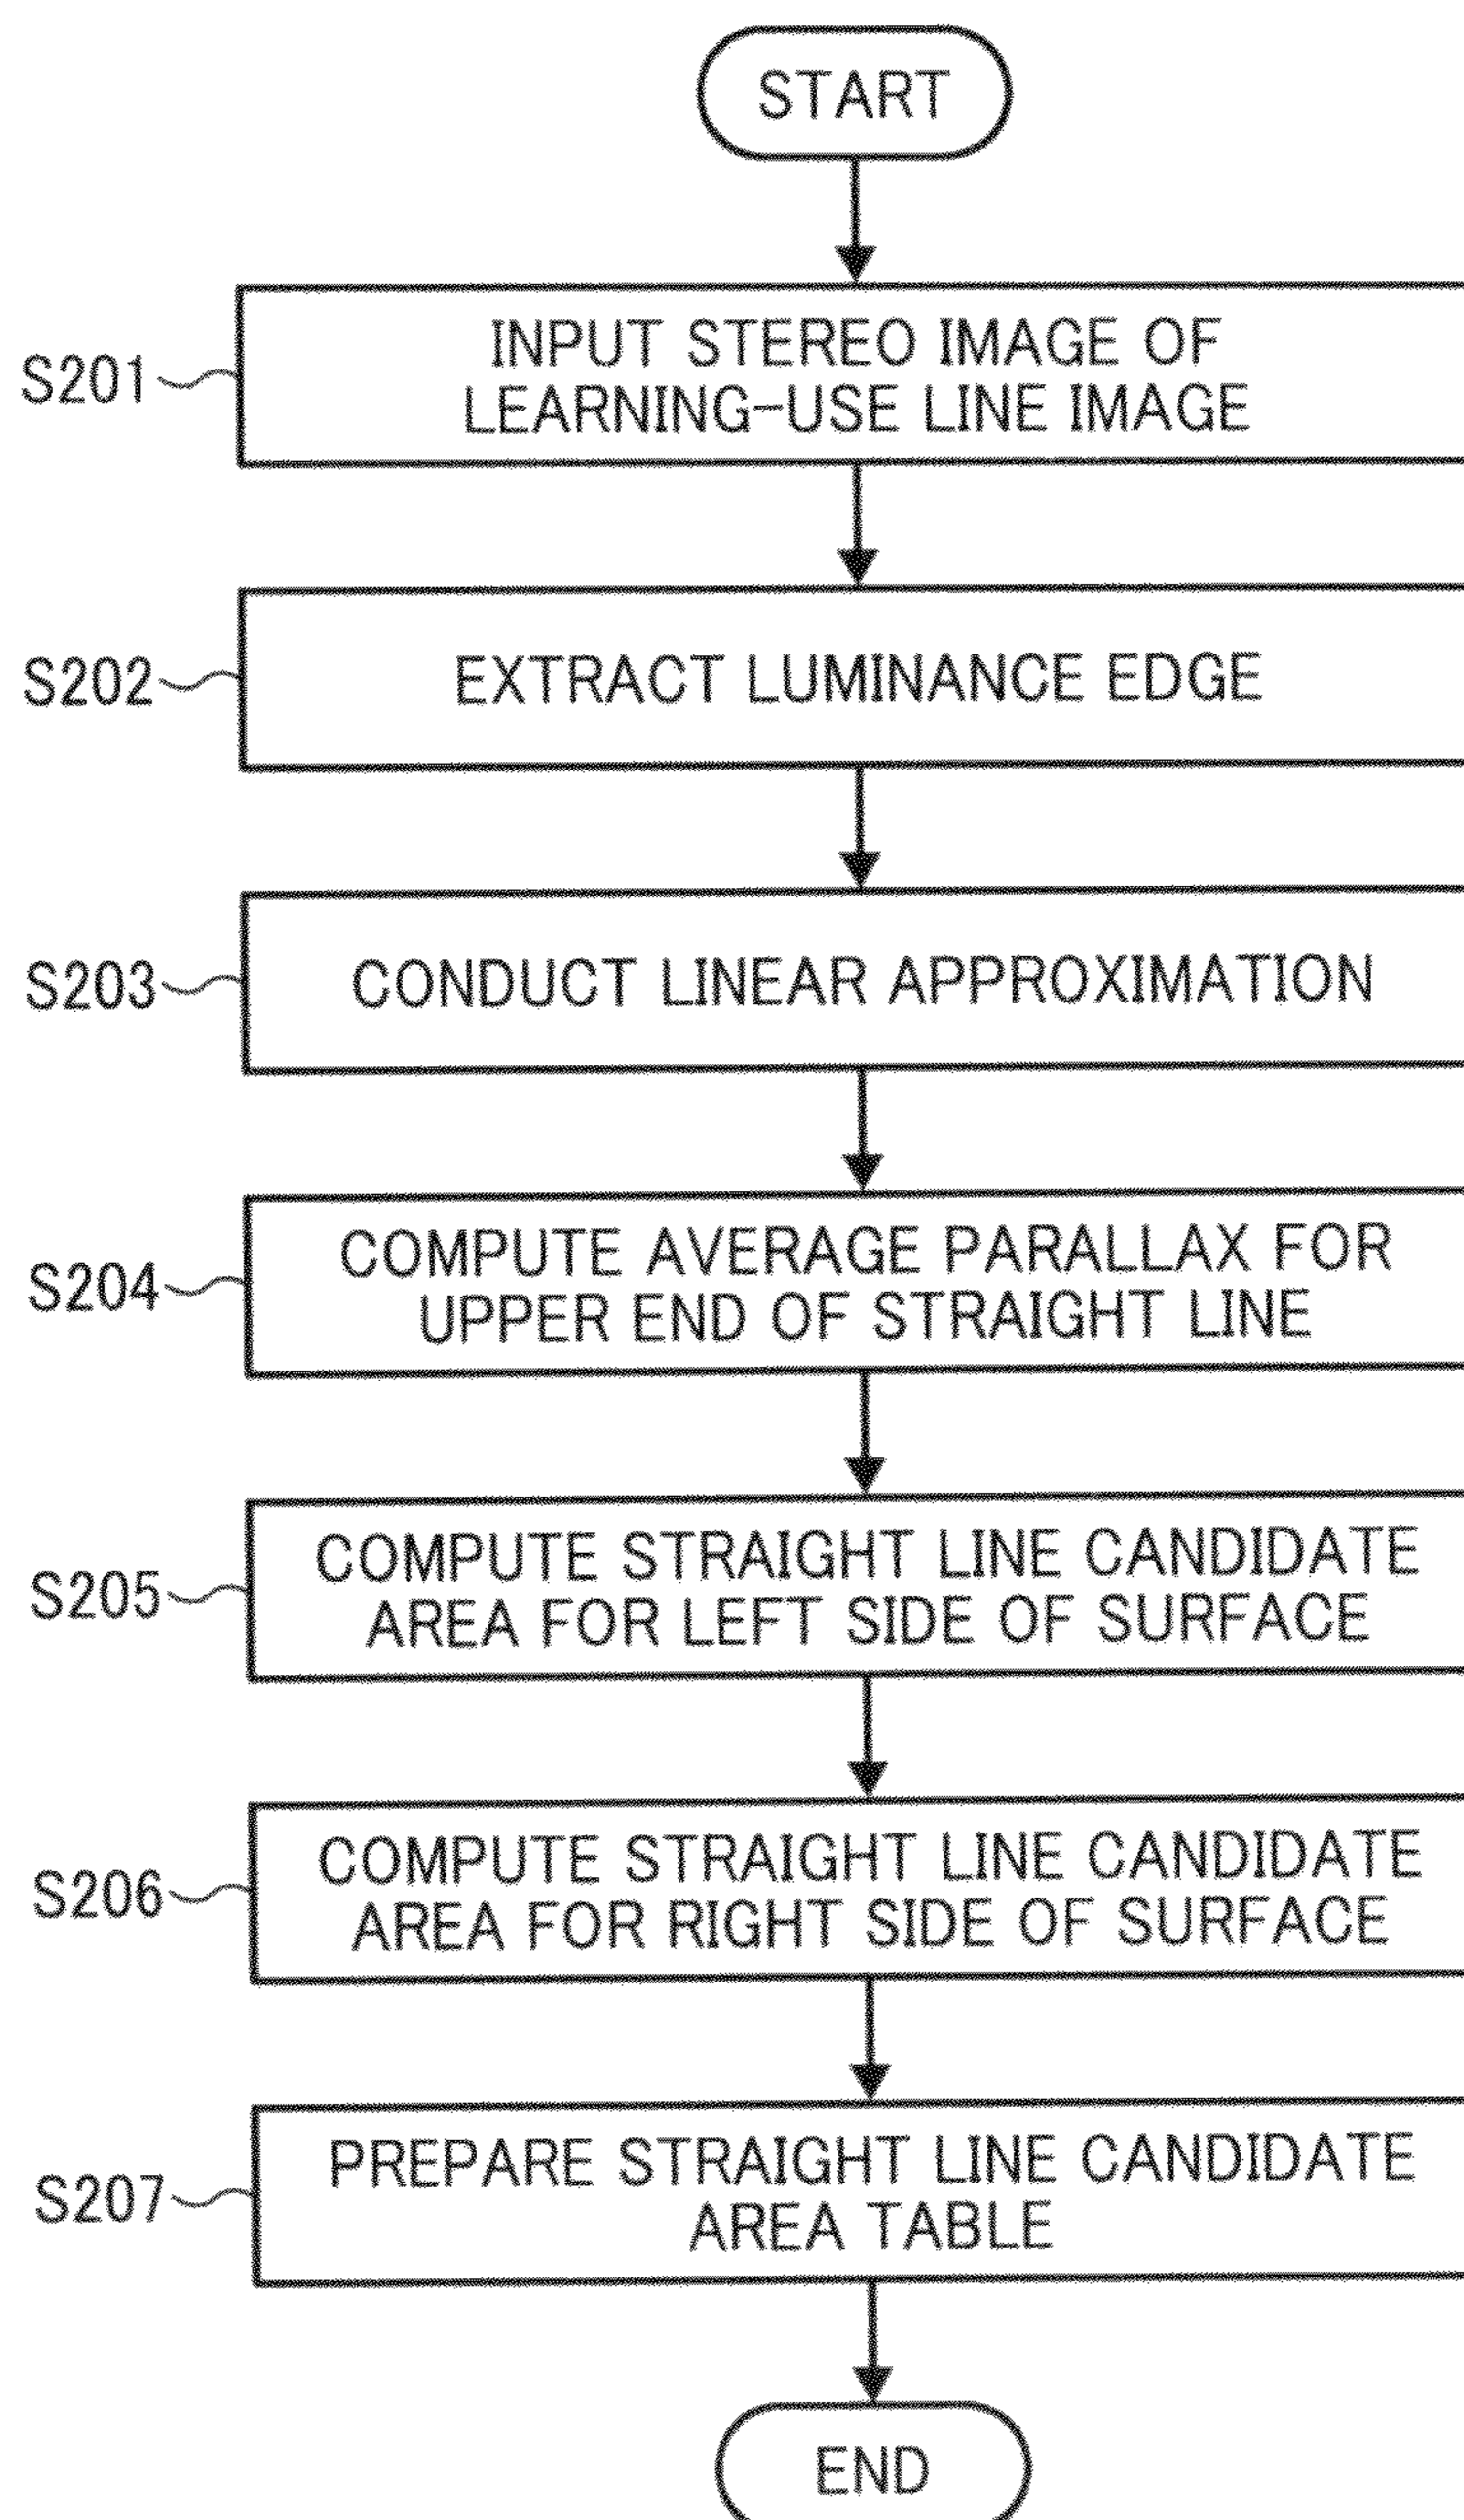 START
S201
INPUT STEREO IMAGE OF
LEARNING-USE LINE IMAGE
S202
EXTRACT LUMINANCE EDGE
S203
CONDUCT LINEAR APPROXIMATION
S204
COMPUTE AVERAGE PARALLAX FOR
UPPER END OF STRAIGHT LINE
S205
COMPUTE STRAIGHT LINE CANDIDATE
AREA FOR LEFT SIDE OF SURFACE
S206
COMPUTE STRAIGHT LINE CANDIDATE
AREA FOR RIGHT SIDE OF SURFACE
S207
PREPARE STRAIGHT LINE CANDIDATE
AREA TABLE
END